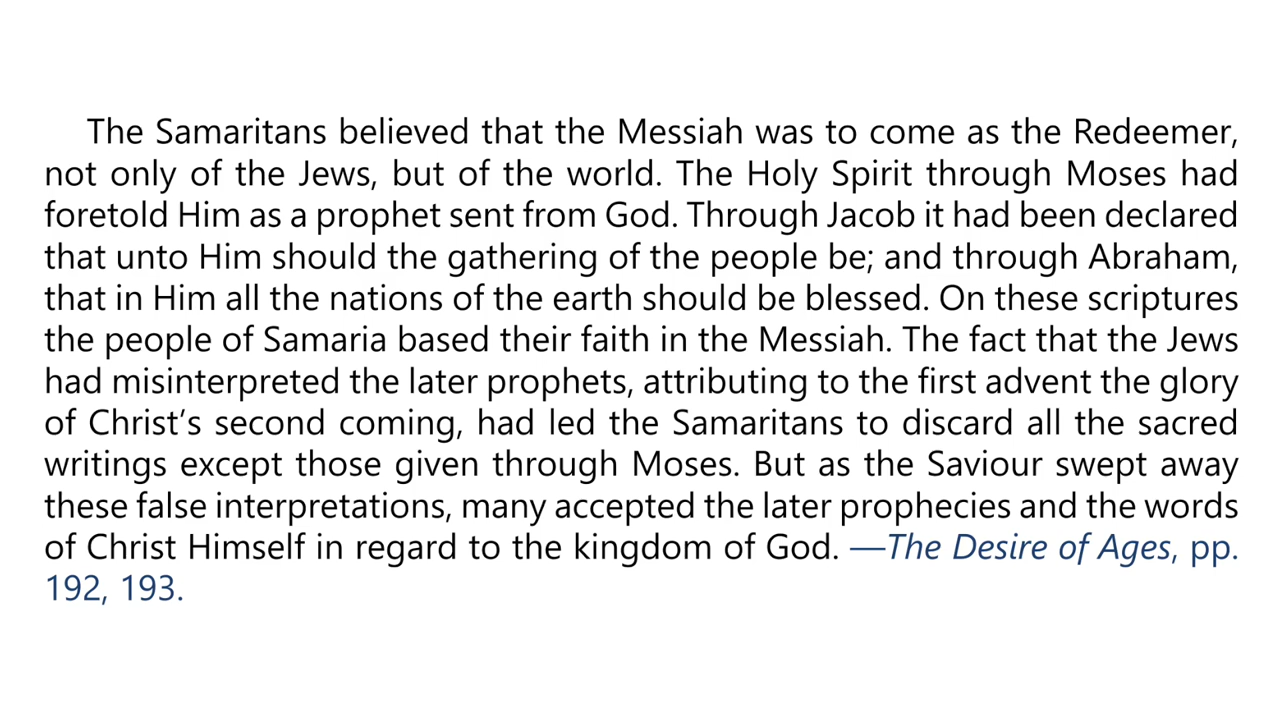 The Samaritans believed that the Messiah was to come as the Redeemer,
not only of the Jews, but of the world. The Holy Spirit through Moses had
foretold Him as a prophet sent from God. Through Jacob it had been declared
that unto Him should the gathering of the people be; and through Abraham,
that in Him all the nations of the earth should be blessed. On these scriptures
the people of Samaria based their faith in the Messiah. The fact that the Jews
had misinterpreted the later prophets, attributing to the first advent the glory
of Christ’s second coming, had led the Samaritans to discard all the sacred
writings except those given through Moses. But as the Saviour swept away
these false interpretations, many accepted the later prophecies and the words
of Christ Himself in regard to the kingdom of God. —The Desire of Ages, pp.
192, 193.